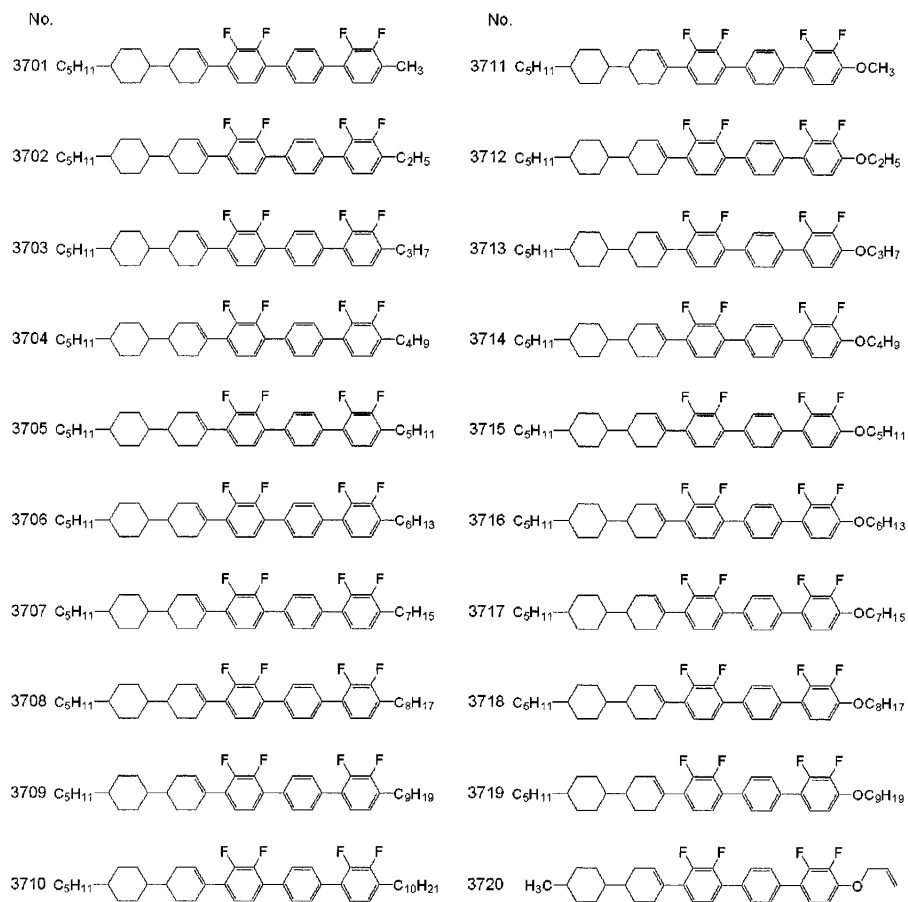 No.
3701 C5H11 F F F F CH3
3702 C5H11 F F F F C2H5
3703 C5H11 F F F F C3H7
3704 C5H11 F F F F C4H9
3705 C5H11 F F F F C5H11
3706 C5H11 F F F F C6H13
3707 C5H11 F F F F C7H15
3708 C5H11 F F F F C8H17
3709 C5H11 F F F F C9H19
3710 C5H11 F F F F C10H21
No.
3711 C5H11 F F F F OCH3
3712 C5H11 F F F F OC2H5
3713 C5H11 F F F F OC3H7
3714 C5H11 F F F F OC4H9
3715 C5H11 F F F F OC5H11
3716 C5H11 F F F F OC6H13
3717 C5H11 F F F F OC7H15
3718 C5H11 F F F F OC8H17
3719 C5H11 F F F F OC9H19
3720 H3C F F F F O